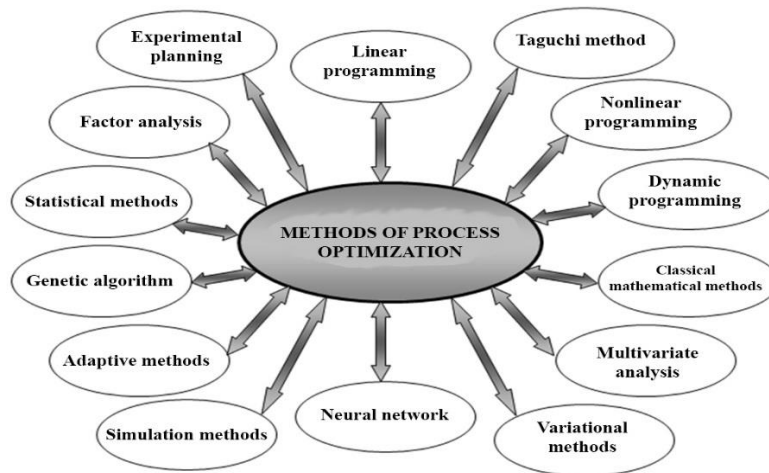 Experimental
planning
Linear
programming
Taguchi method
Factor analysis
Nonlinear
programming
Statistical methods
Dynamic
programming
METHODS OF PROCESS
OPTIMIZATION
Genetic algorithm
Classical
mathematical methods
Adaptive methods
Multivariate
analysis
Simulation methods
Neural network
Variational
methods